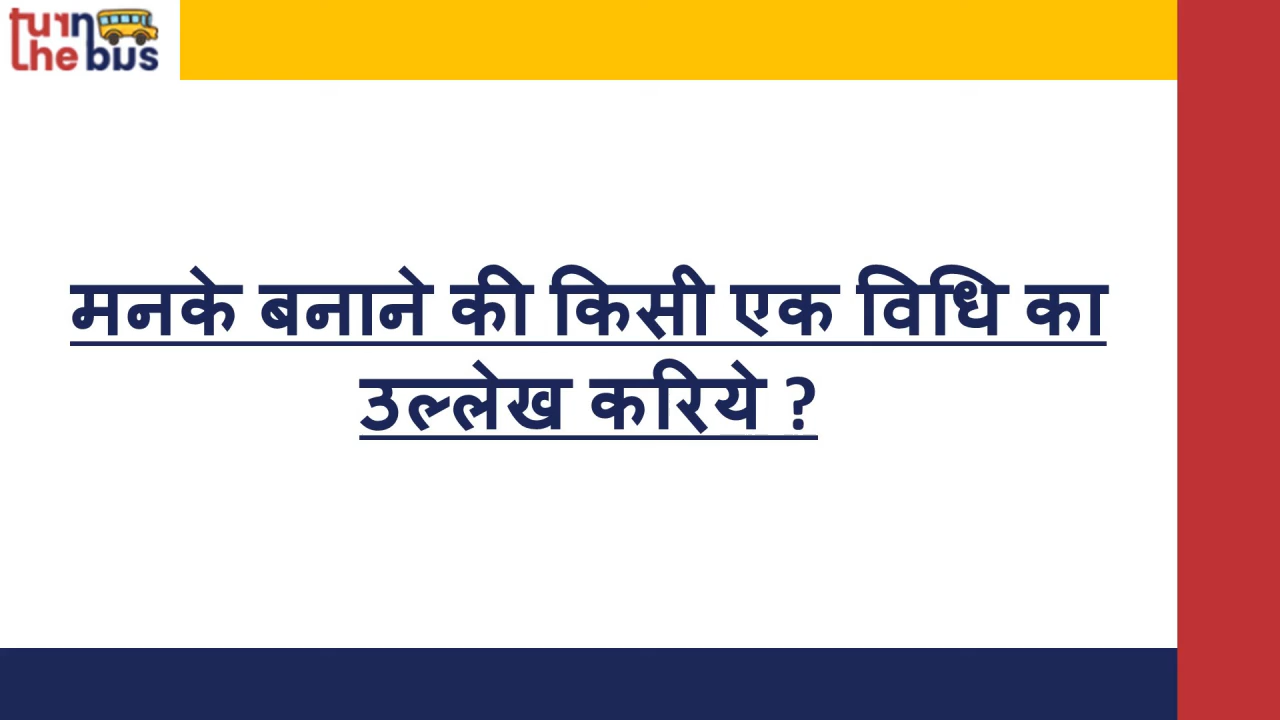 turn
the bus
मनके बनाने की किसी एक विधि का
उल्लेख करिये ?